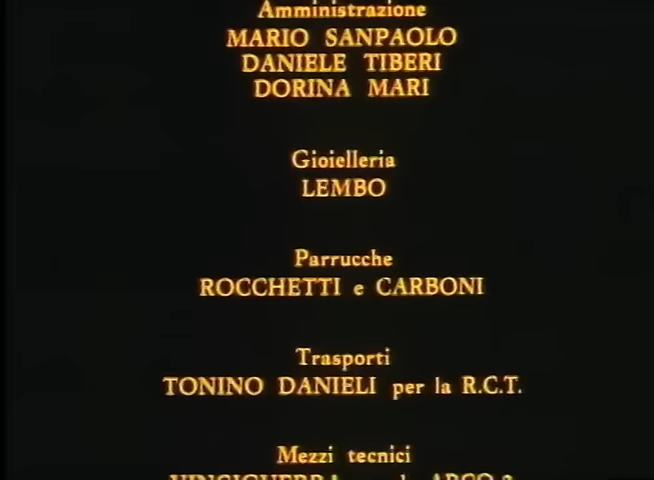 Amministrazione
MARIO SANPAOLO
DANIELE TIBERI
DORINA MARI
Gioielleria
LEMBO
Parrucche
ROCCHETTI e CARBONI
Trasporti
TONINO DANIELI per la R.C.T.
Mezzi tecnici